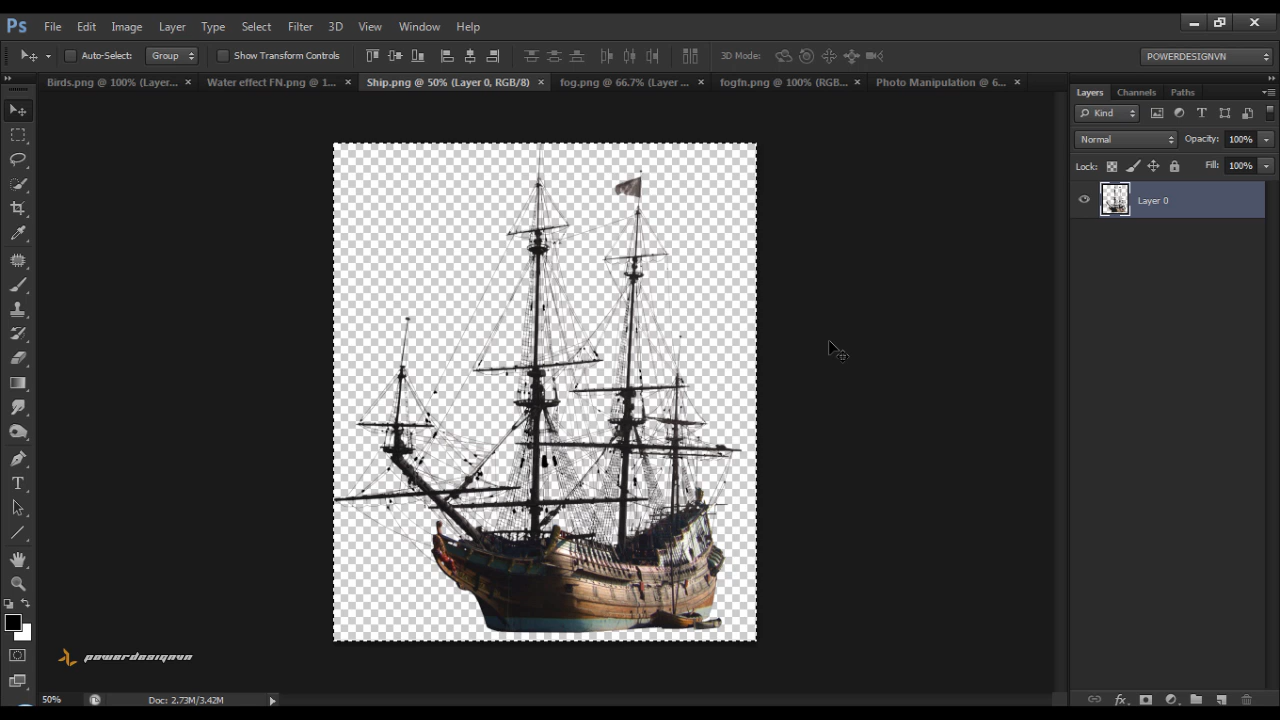 Ps File Edit Image Layer Type Select Filter 3D View Window Help
Auto-Select: Group Show Transform Controls 3D Mode: POWERDESIGNVN
Birds.png @ 100% (Layer... × Water effect FN.png @ 1... × Ship.png @ 50% (Layer 0, RGB/8) × fog.png @ 66.7% (Layer ... × fogfn.png @ 100% (RGB... × Photo Manipulation @ 6... ×
Layers Channels Paths
Kind
Normal Opacity: 100%
Lock: Fill: 100%
Layer 0
powerdesignvn
50% Doc: 2.73M/3.42M